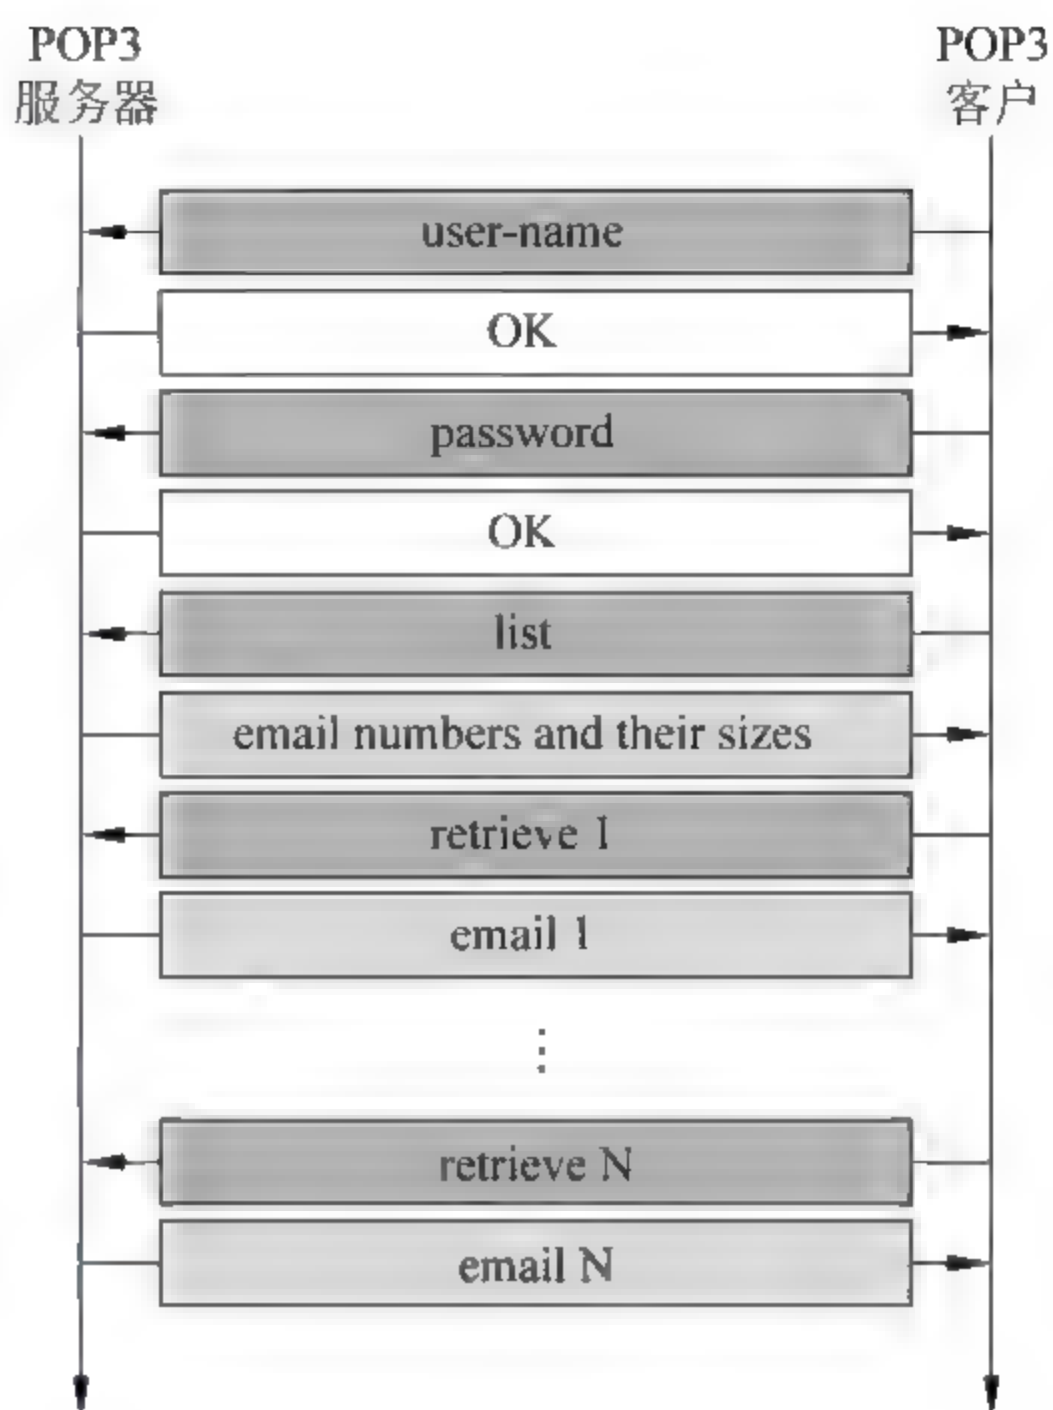 POP3
服务器
POP3
客户
user-name
OK
password
OK
list
email numbers and their sizes
retrieve 1
email 1
⋮
retrieve N
email N